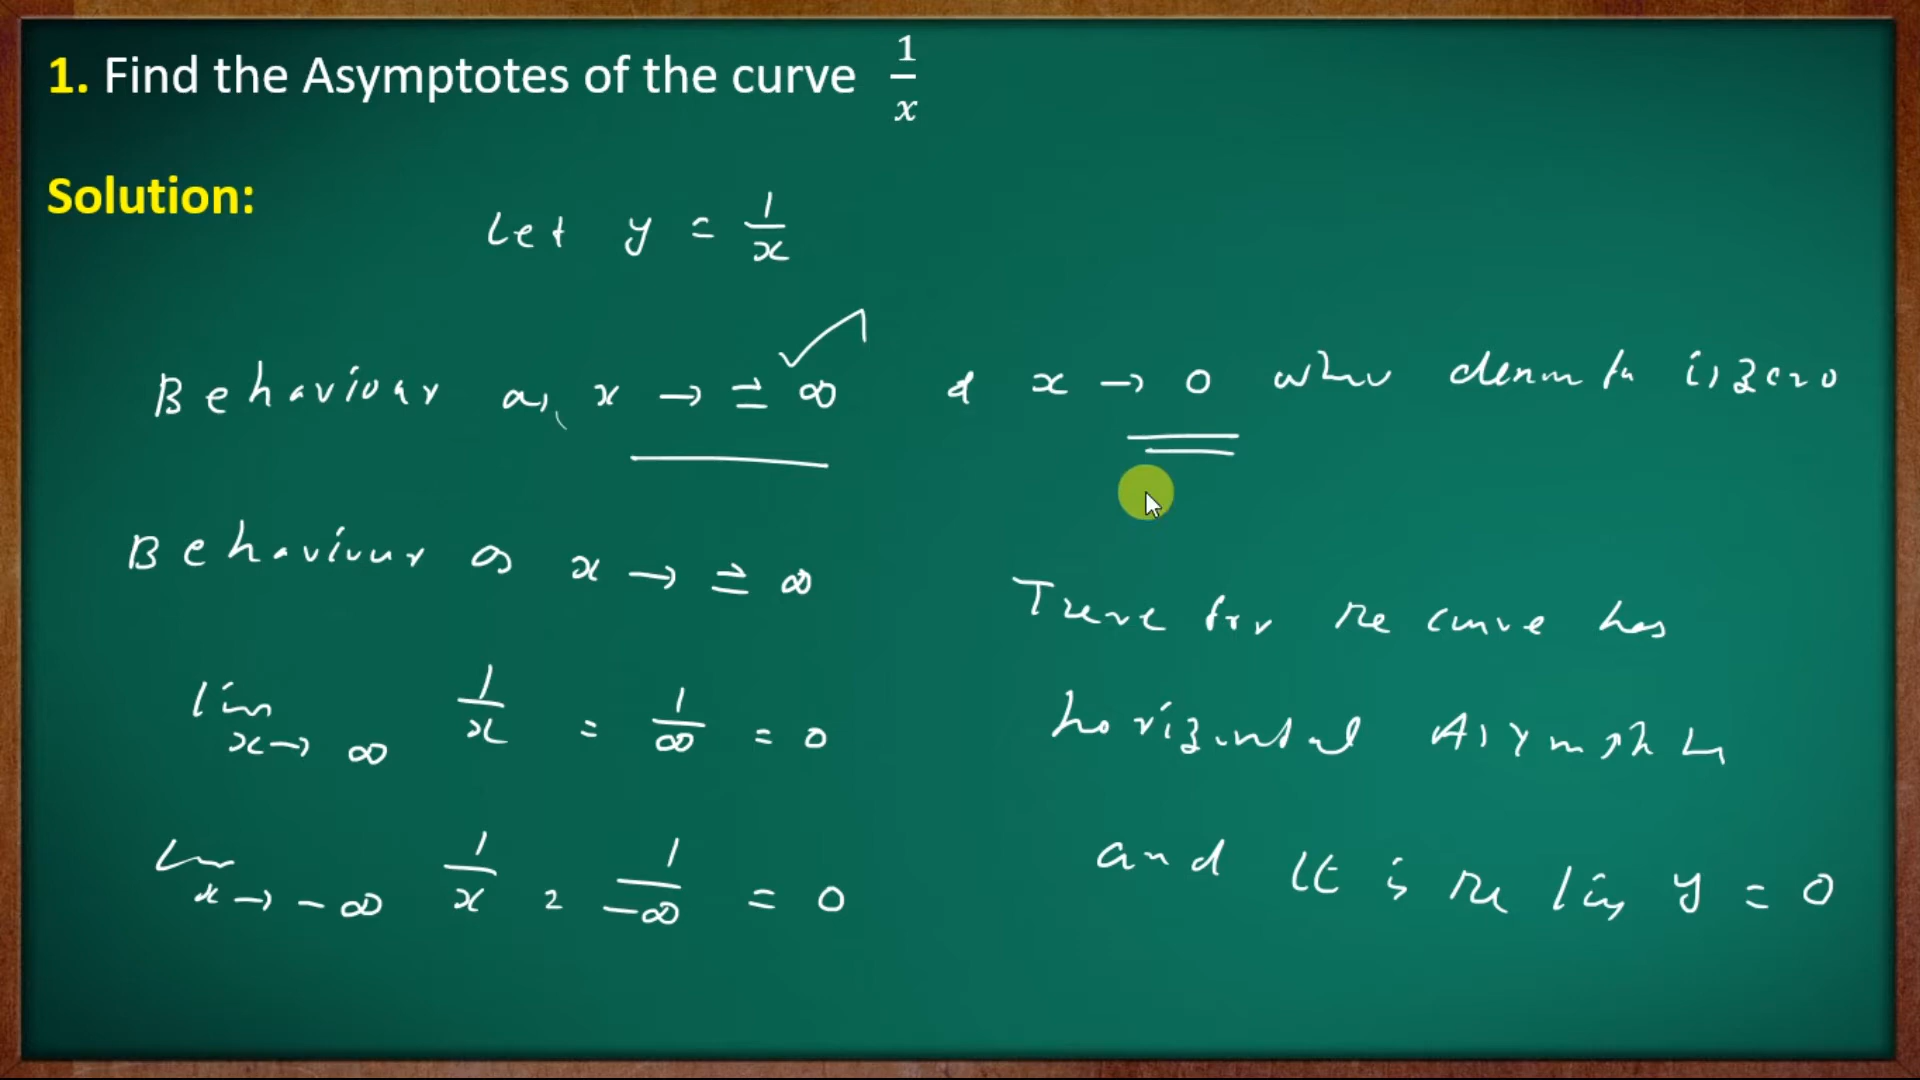 1. Find the Asymptotes of the curve 1/x
Solution:
Let y = 1/x
Behaviour as x → ± ∞ & x → 0 when is zero
Behaviour as x → ± ∞
Therefore the curve has
lim x→ ∞ 1/x = 1/∞ = 0
horizontal Asymptote
lim x→ -∞ 1/x = 1/-∞ = 0
and it is the line y = 0